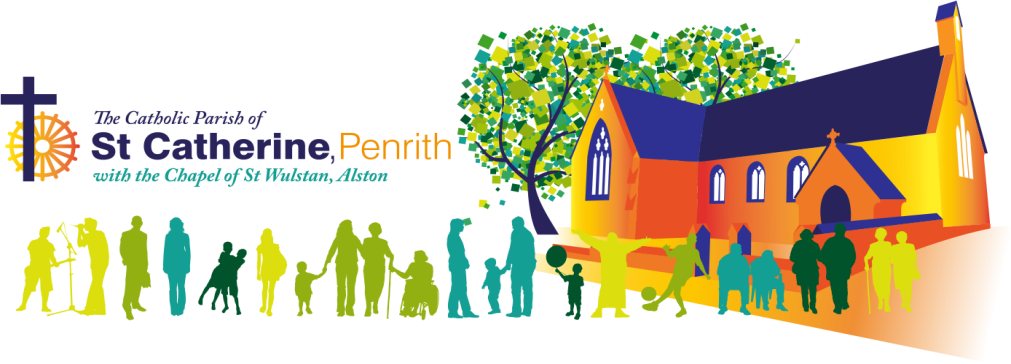 The Catholic Parish of
St Catherine, Penrith
with the Chapel of St Wulstan, Alston